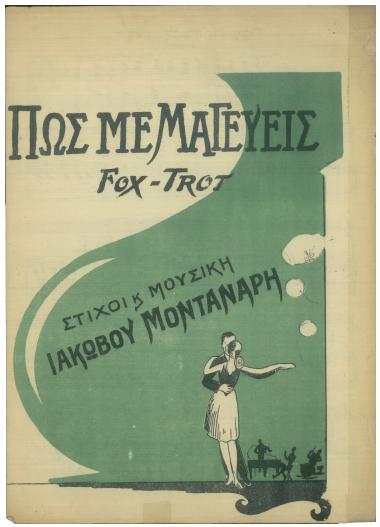 ΠΩΣ ΜΕ ΜΑΓΕΥΕΙΣ
FOX-TROT
ΣΤΙΧΟΙ & ΜΟΥΣΙΚΗ
ΙΑΚΩΒΟΥ ΜΟΝΤΑΝΑΡΗ